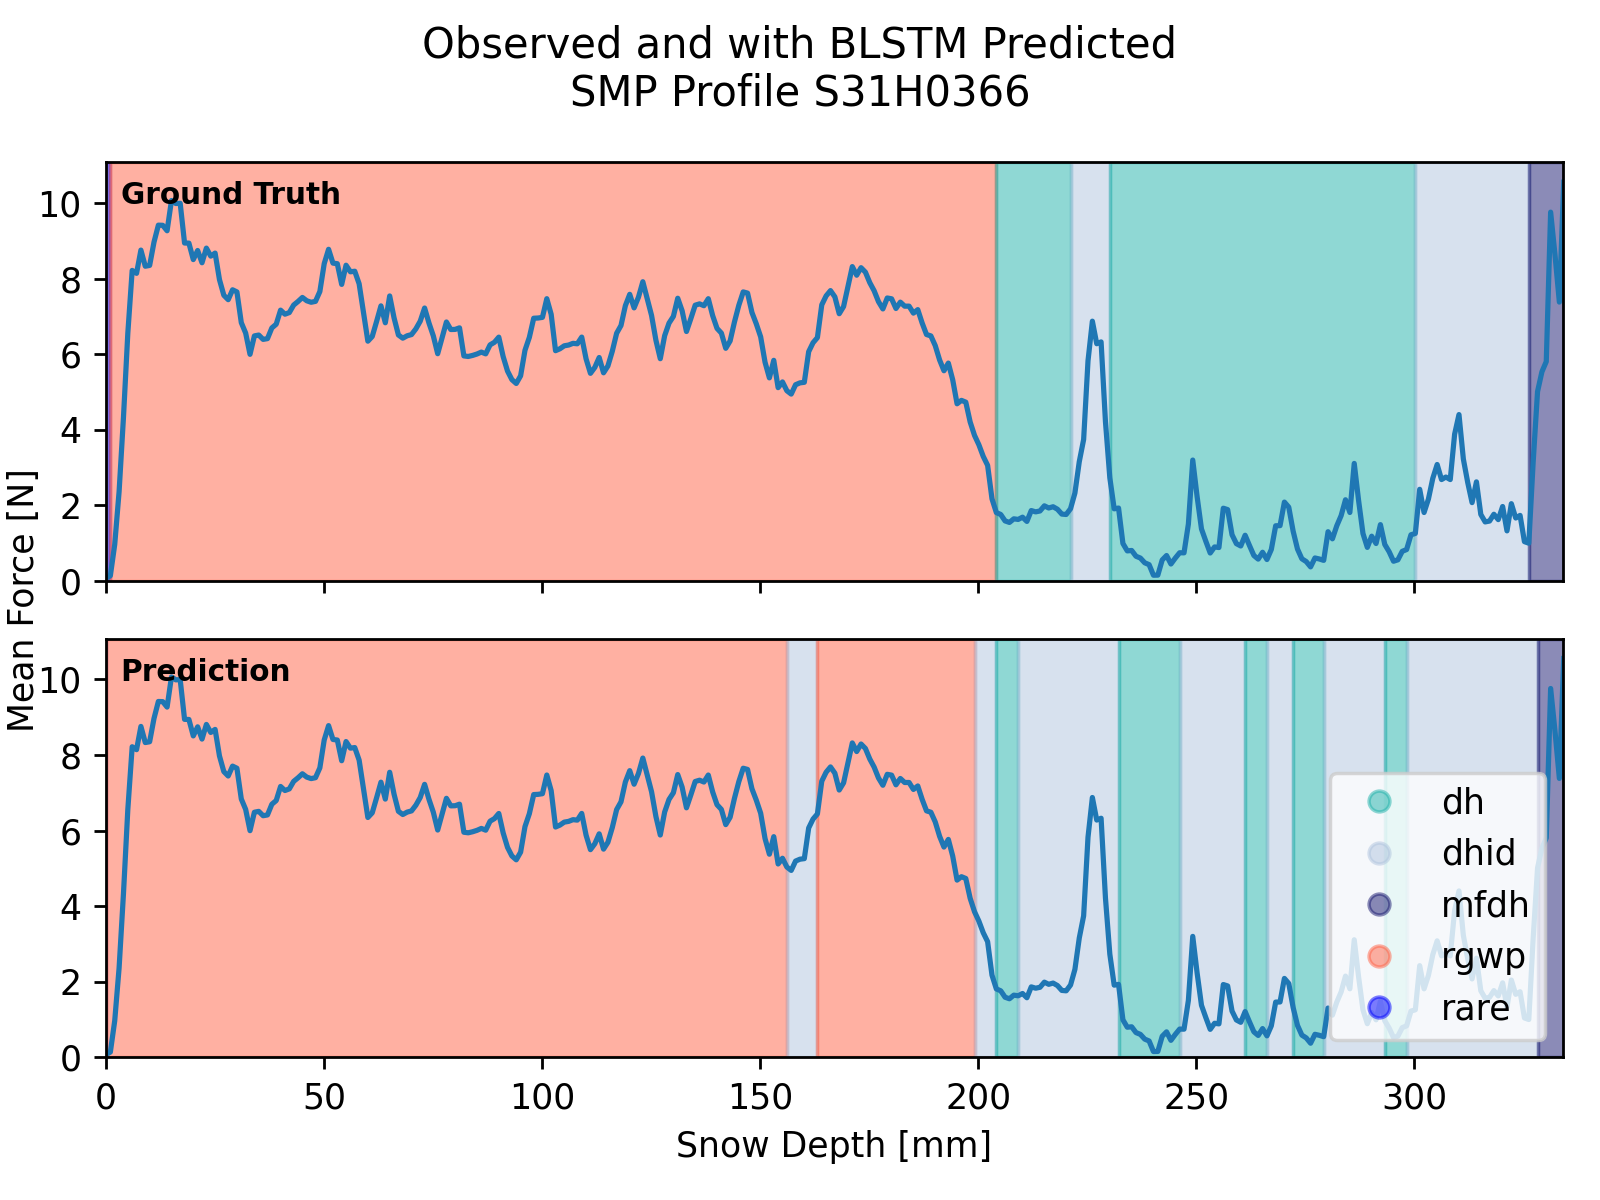 Observed and with BLSTM Predicted
SMP Profile S31H0366
Ground Truth
10
8
6
4
2
0
Mean Force [N]
Prediction
10
8
6
4
2
0
dh
dhid
mfdh
rgwp
rare
0 50 100 150 200 250 300
Snow Depth [mm]